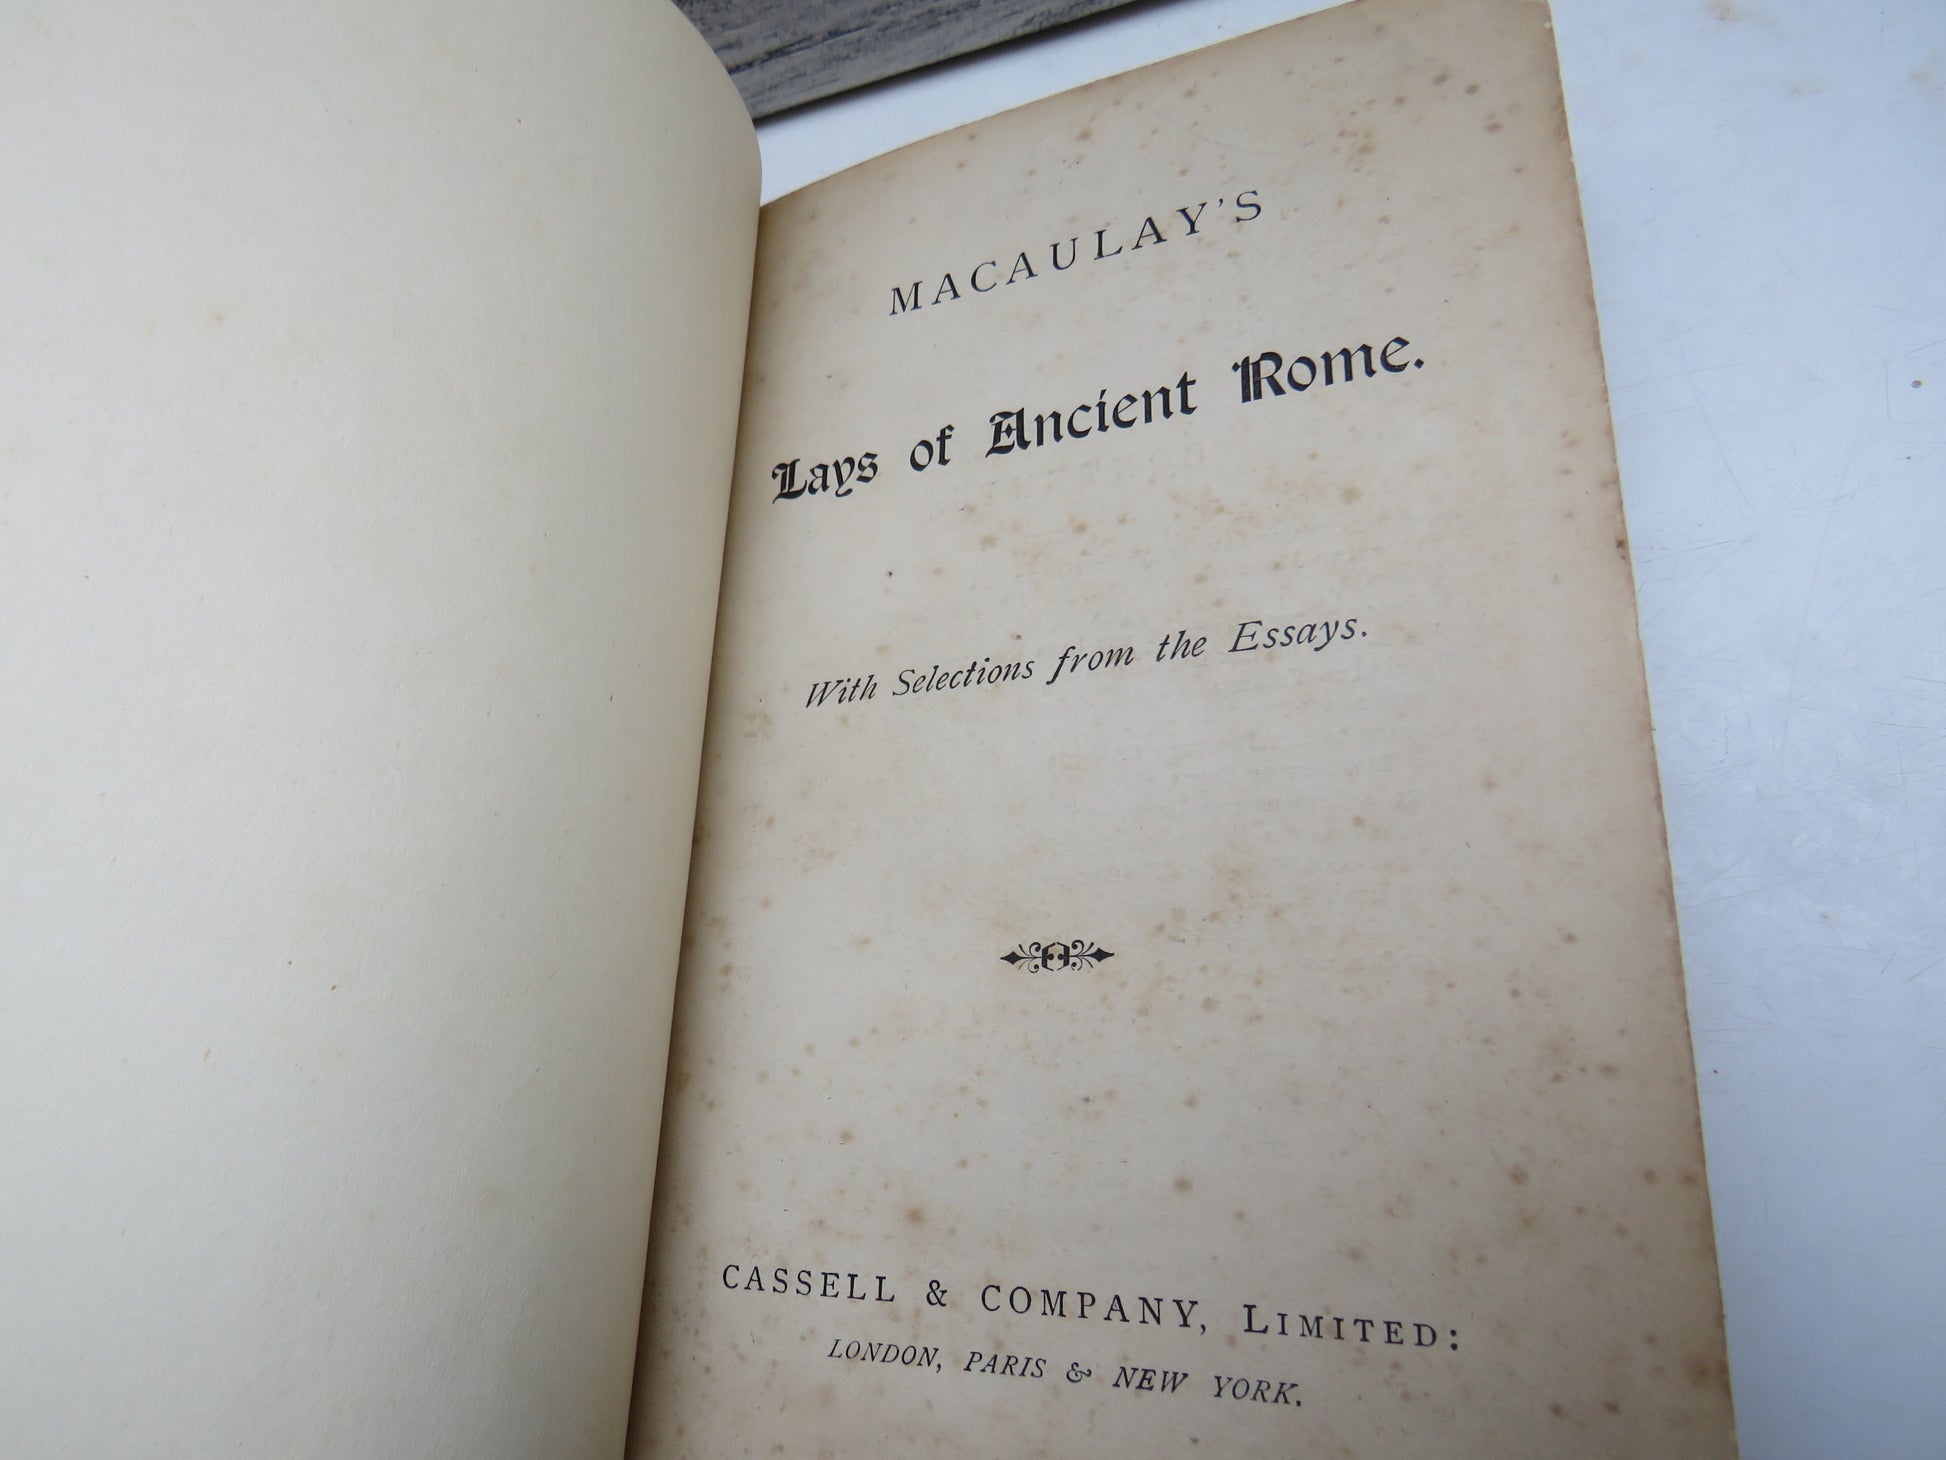 MACAULAY'S
Lays of Ancient Rome.
With Selections from the Essays.
CASSELL & COMPANY, LIMITED:
LONDON, PARIS & NEW YORK.